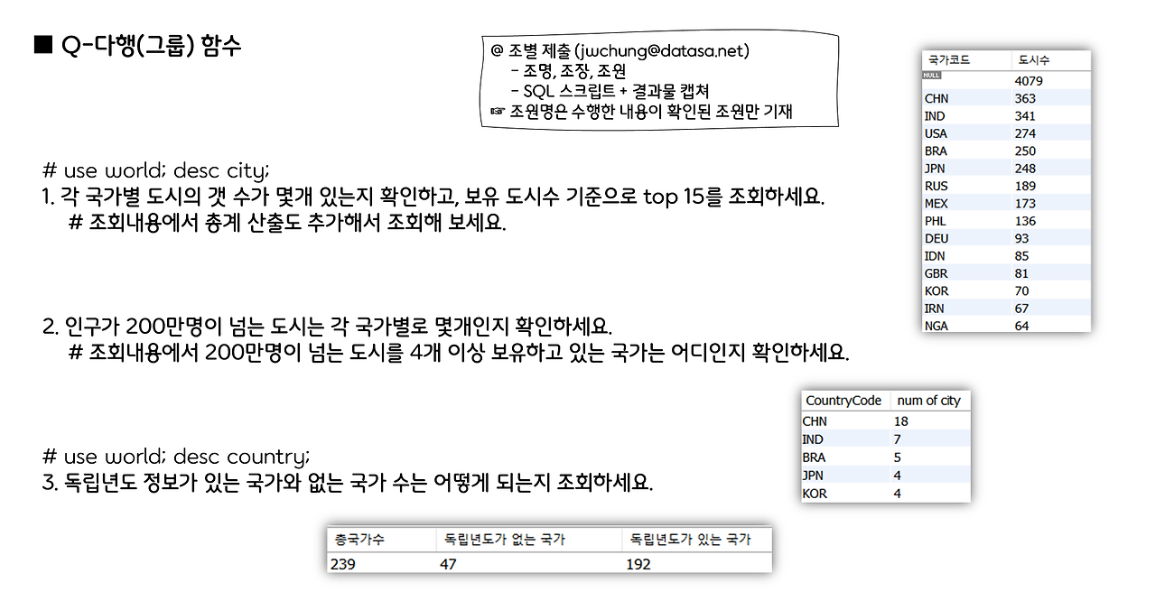 ■ Q-다행(그룹) 함수
@ 조별 제출 (jwchung@datasa.net)
- 조명, 조장, 조원
- SQL 스크립트 + 결과물 캡쳐
☞ 조원명은 수행한 내용이 확인된 조원만 기재
국가코드 도시수
NULL 4079
CHN 363
IND 341
USA 274
BRA 250
JPN 248
RUS 189
MEX 173
PHL 136
DEU 93
IDN 85
GBR 81
KOR 70
IRN 67
NGA 64
# use world; desc city;
1. 각 국가별 도시의 갯 수가 몇개 있는지 확인하고, 보유 도시수 기준으로 top 15를 조회하세요.
# 조회내용에서 총계 산출도 추가해서 조회해 보세요.
2. 인구가 200만명이 넘는 도시는 각 국가별로 몇개인지 확인하세요.
# 조회내용에서 200만명이 넘는 도시를 4개 이상 보유하고 있는 국가는 어디인지 확인하세요.
CountryCode num of city
CHN 18
IND 7
BRA 5
JPN 4
KOR 4
# use world; desc country;
3. 독립년도 정보가 있는 국가와 없는 국가 수는 어떻게 되는지 조회하세요.
총국가수 독립년도가 없는 국가 독립년도가 있는 국가
239 47 192